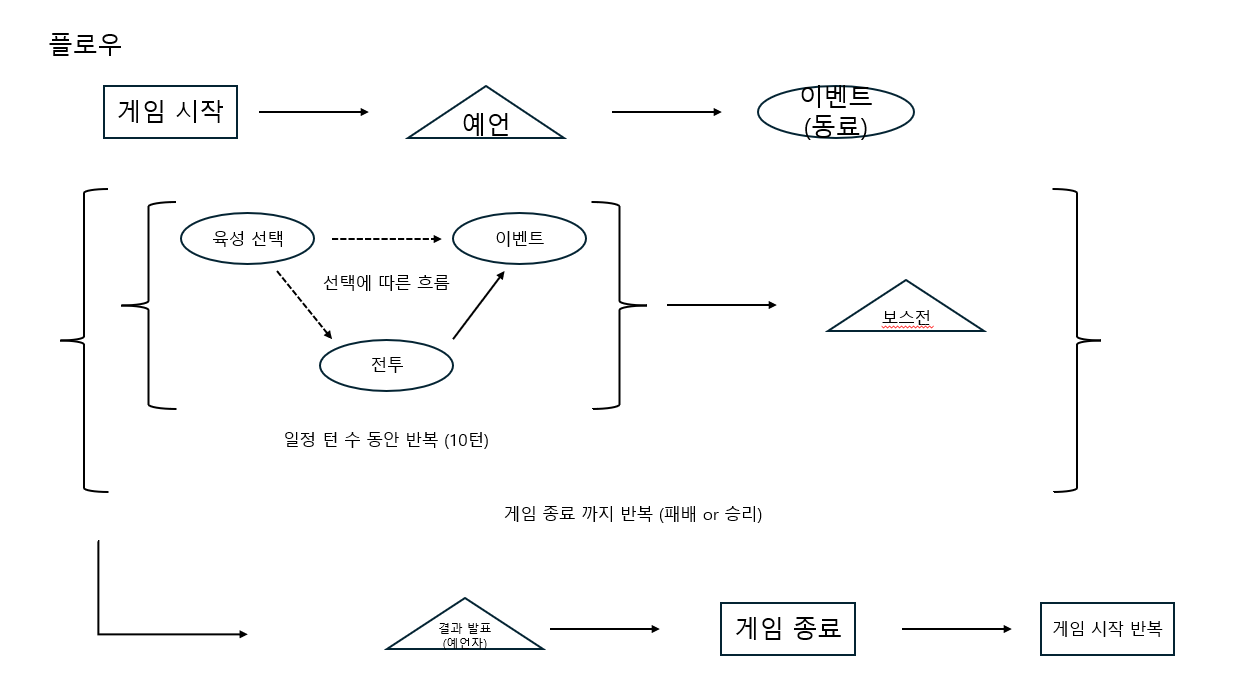 플로우
게임 시작
예언
이벤트
(동료)
육성 선택
이벤트
선택에 따른 흐름
보스전
전투
일정 턴 수 동안 반복 (10턴)
게임 종료 까지 반복 (패배 or 승리)
결과 발표
(예언자)
게임 종료
게임 시작 반복